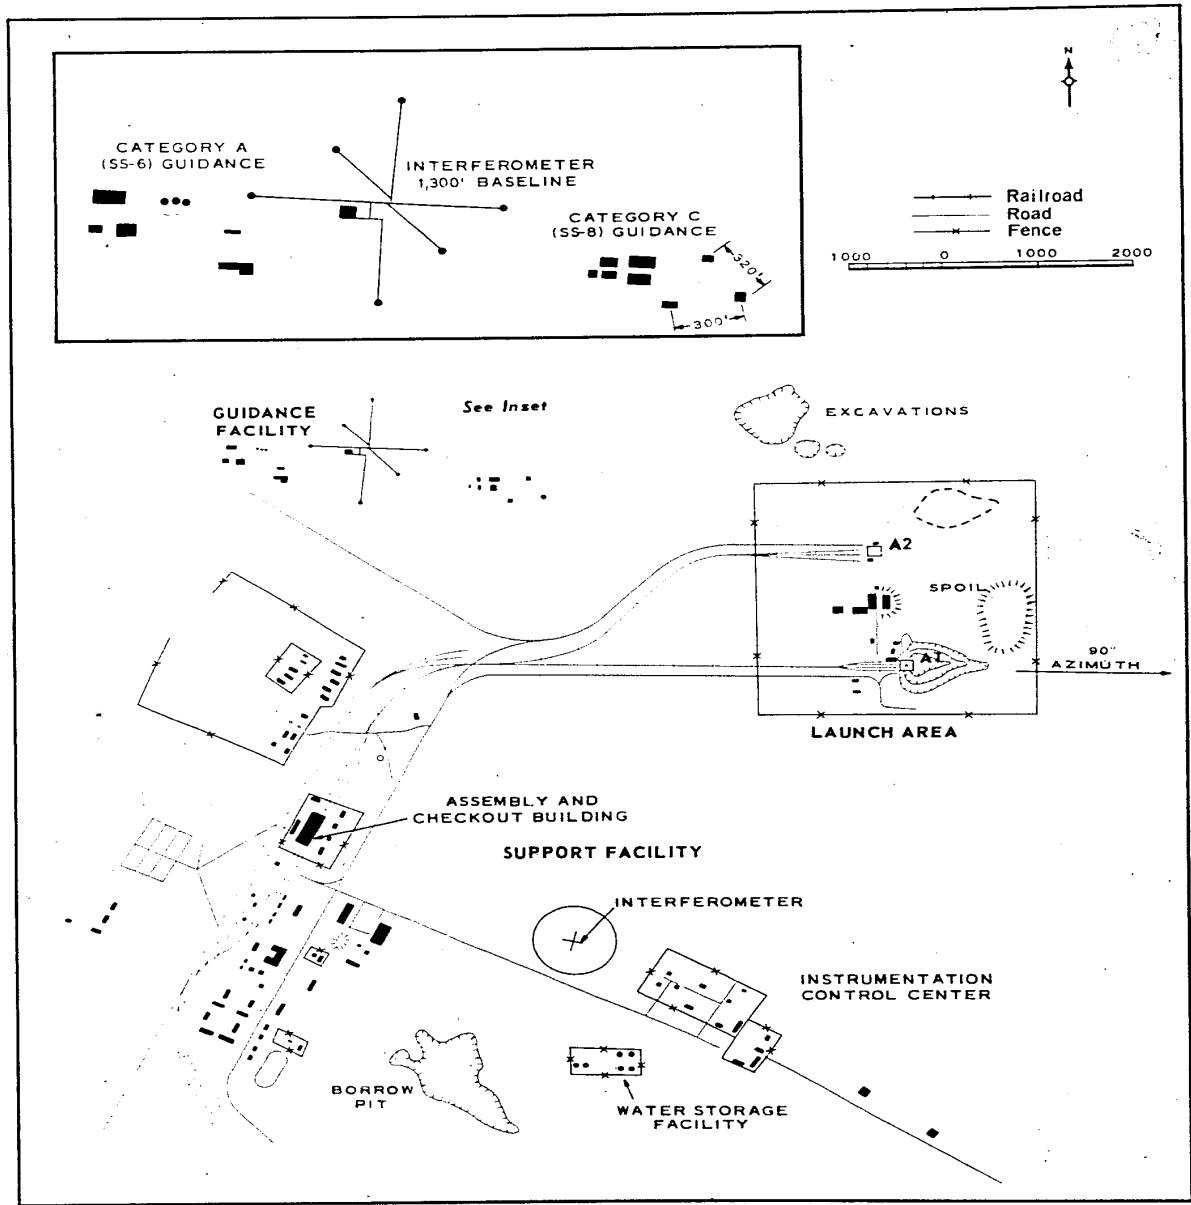 N
CATEGORY A
(SS-6) GUIDANCE
INTERFEROMETER
1,300' BASELINE
CATEGORY C
(SS-8) GUIDANCE
320'
300'
Railroad
Road
Fence
1000 0 1000 2000
GUIDANCE
FACILITY
See Inset
EXCAVATIONS
A2
SPOIL
A1
90°
AZIMUTH
LAUNCH AREA
ASSEMBLY AND
CHECKOUT BUILDING
SUPPORT FACILITY
INTERFEROMETER
INSTRUMENTATION
CONTROL CENTER
BORROW
PIT
WATER STORAGE
FACILITY